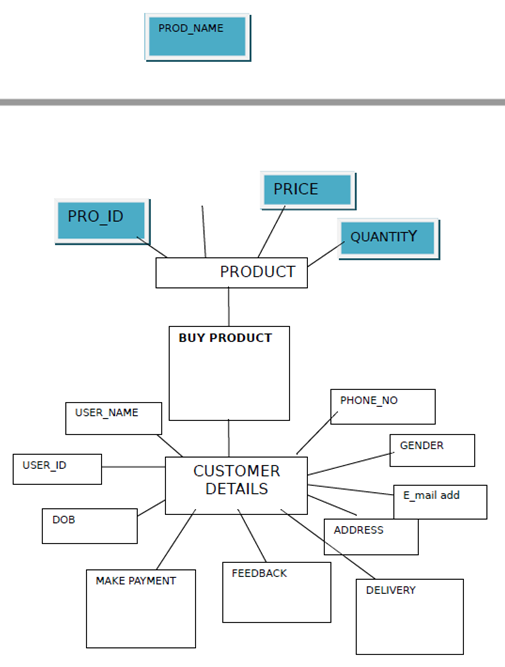 PROD_NAME
PRICE
PRO_ID
QUANTITY
PRODUCT
BUY PRODUCT
PHONE_NO
USER_NAME
GENDER
USER_ID
CUSTOMER
DETAILS
E_mail add
DOB
ADDRESS
MAKE PAYMENT
FEEDBACK
DELIVERY